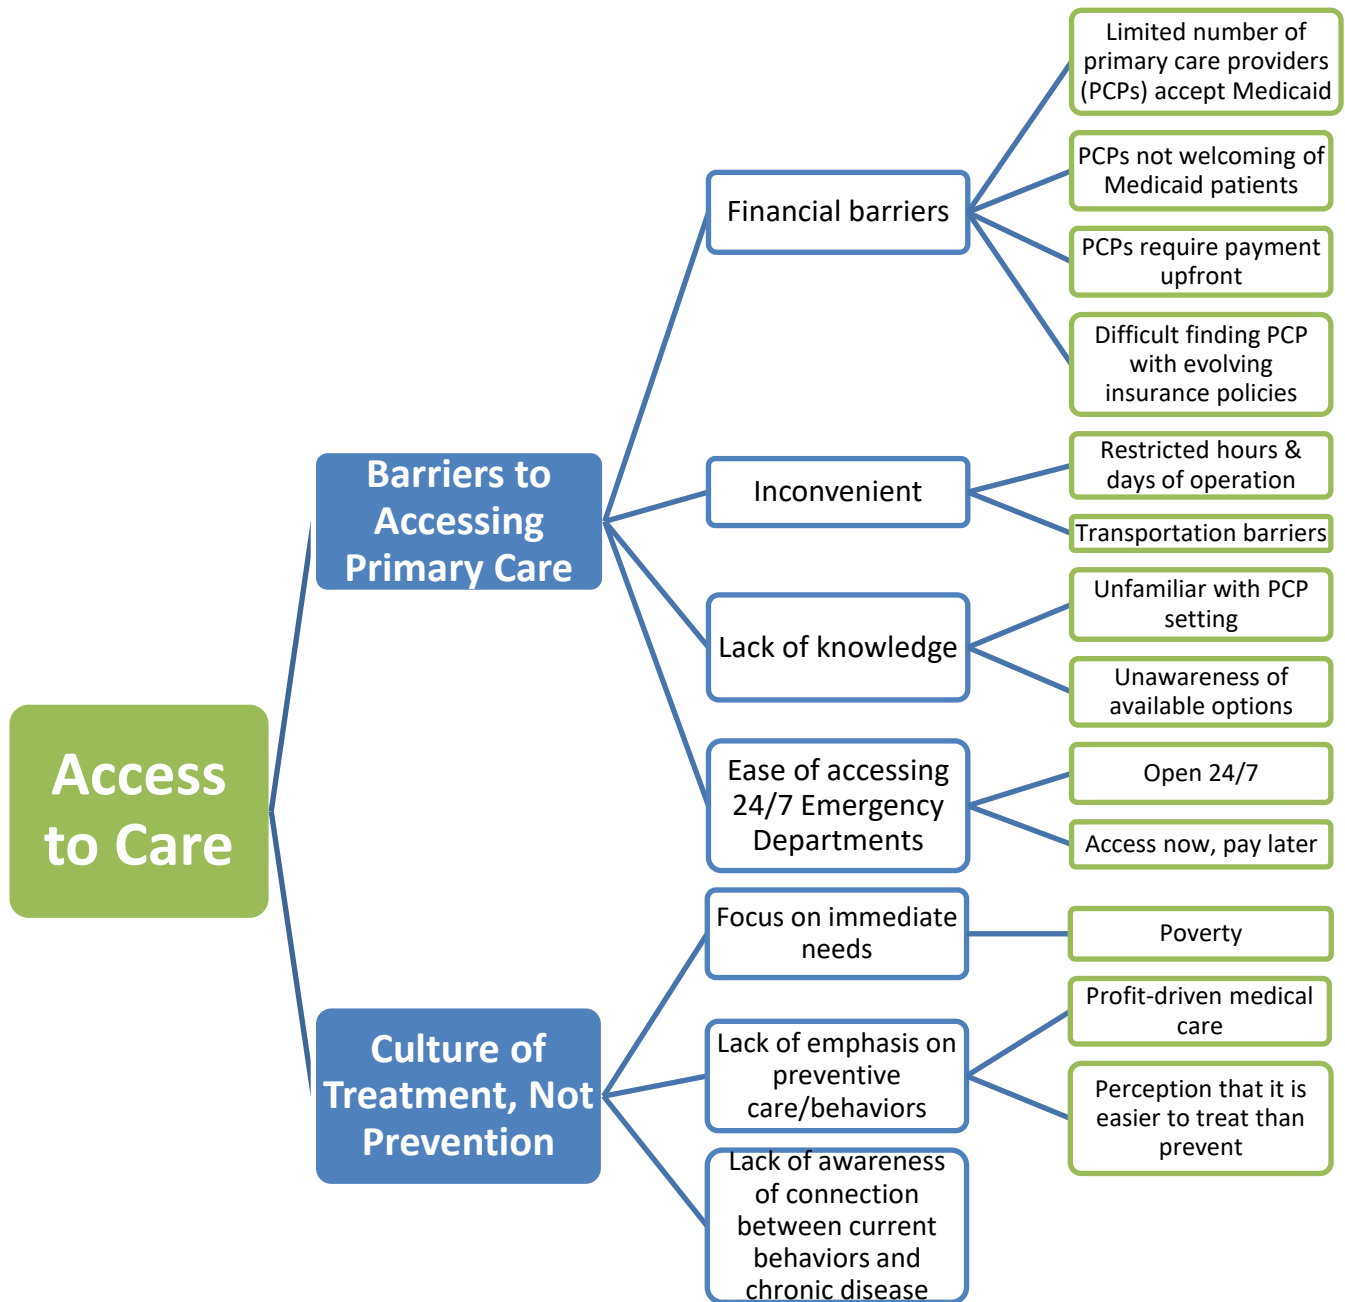 Access
to Care
Barriers to
Accessing
Primary Care
Financial barriers
Limited number of
primary care providers
(PCPs) accept Medicaid
PCPs not welcoming of
Medicaid patients
PCPs require payment
upfront
Difficult finding PCP
with evolving
insurance policies
Inconvenient
Restricted hours &
days of operation
Transportation barriers
Lack of knowledge
Unfamiliar with PCP
setting
Unawareness of
available options
Ease of accessing
24/7 Emergency
Departments
Open 24/7
Access now, pay later
Culture of
Treatment, Not
Prevention
Focus on immediate
needs
Poverty
Lack of emphasis on
preventive
care/behaviors
Profit-driven medical
care
Perception that it is
easier to treat than
prevent
Lack of awareness
of connection
between current
behaviors and
chronic disease